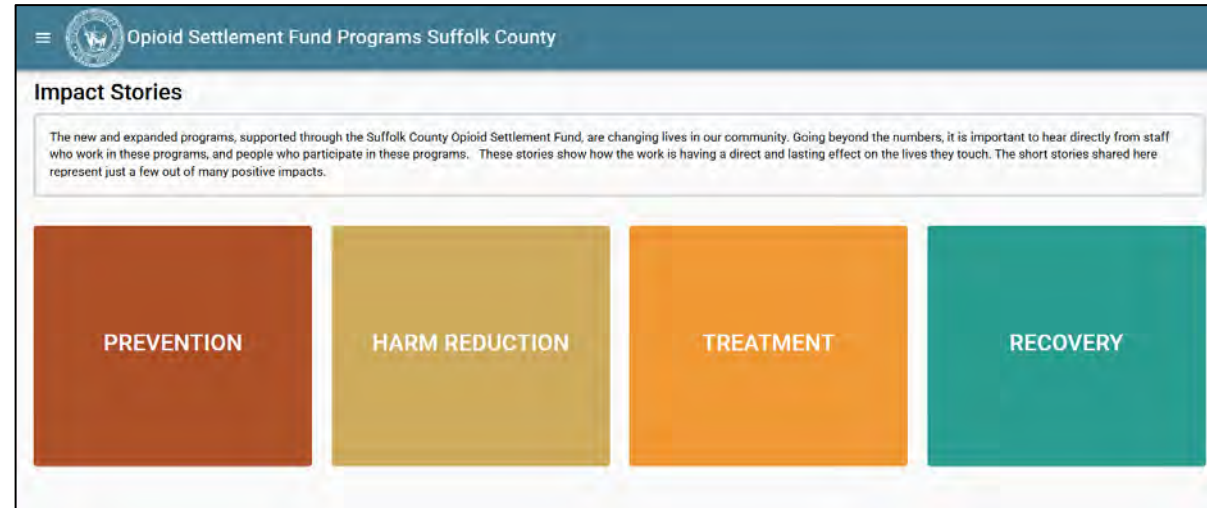 Opioid Settlement Fund Programs Suffolk County
Impact Stories
The new and expanded programs, supported through the Suffolk County Opioid Settlement Fund, are changing lives in our community. Going beyond the numbers, it is important to hear directly from staff
who work in these programs, and people who participate in these programs.   These stories show how the work is having a direct and lasting effect on the lives they touch. The short stories shared here
represent just a few out of many positive impacts.
PREVENTION
HARM REDUCTION
TREATMENT
RECOVERY